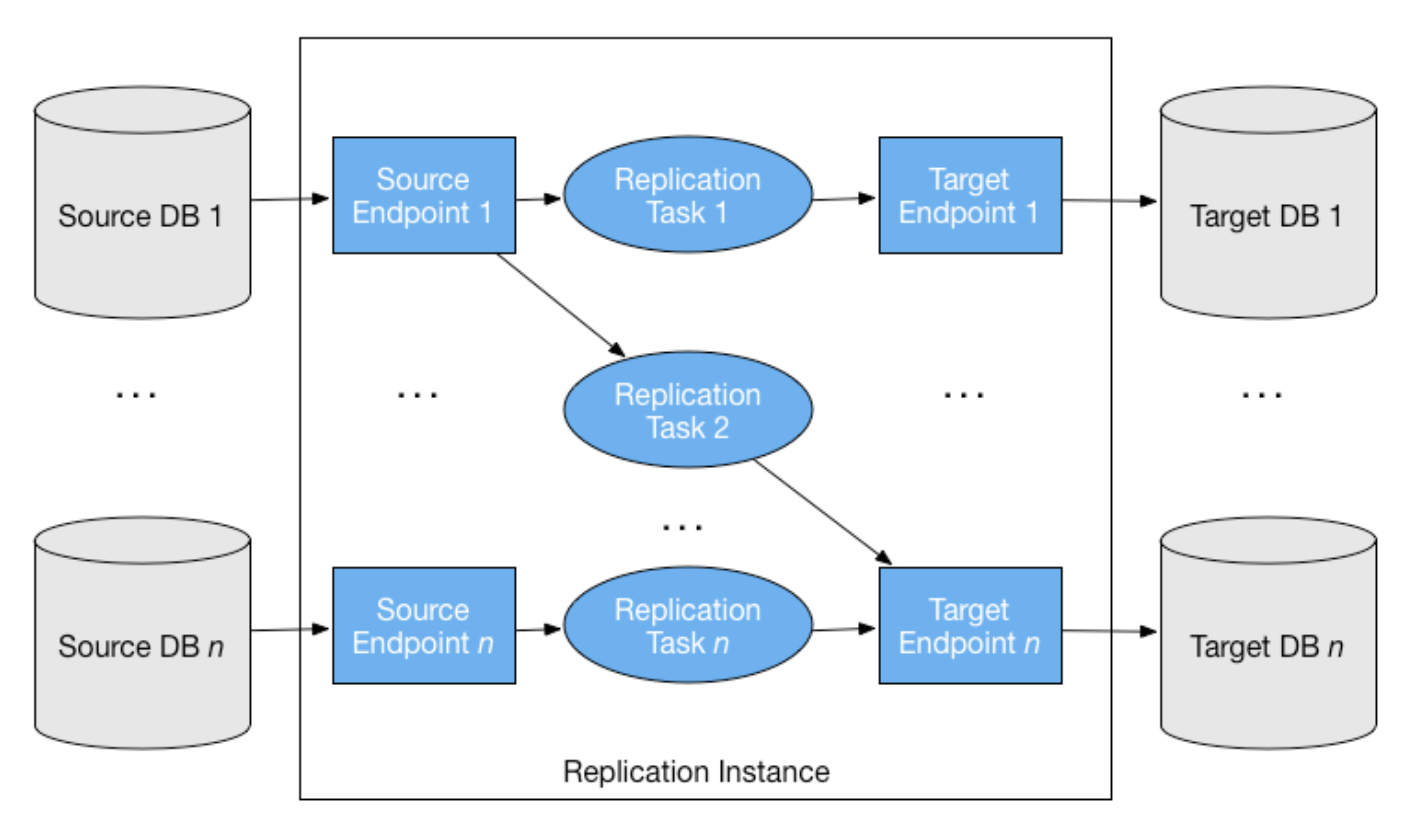 Source DB 1
Source
Endpoint 1
Replication
Task 1
Target
Endpoint 1
Target DB 1
...
...
Replication
Task 2
...
...
...
Source DB n
Source
Endpoint n
Replication
Task n
Target
Endpoint n
Target DB n
Replication Instance